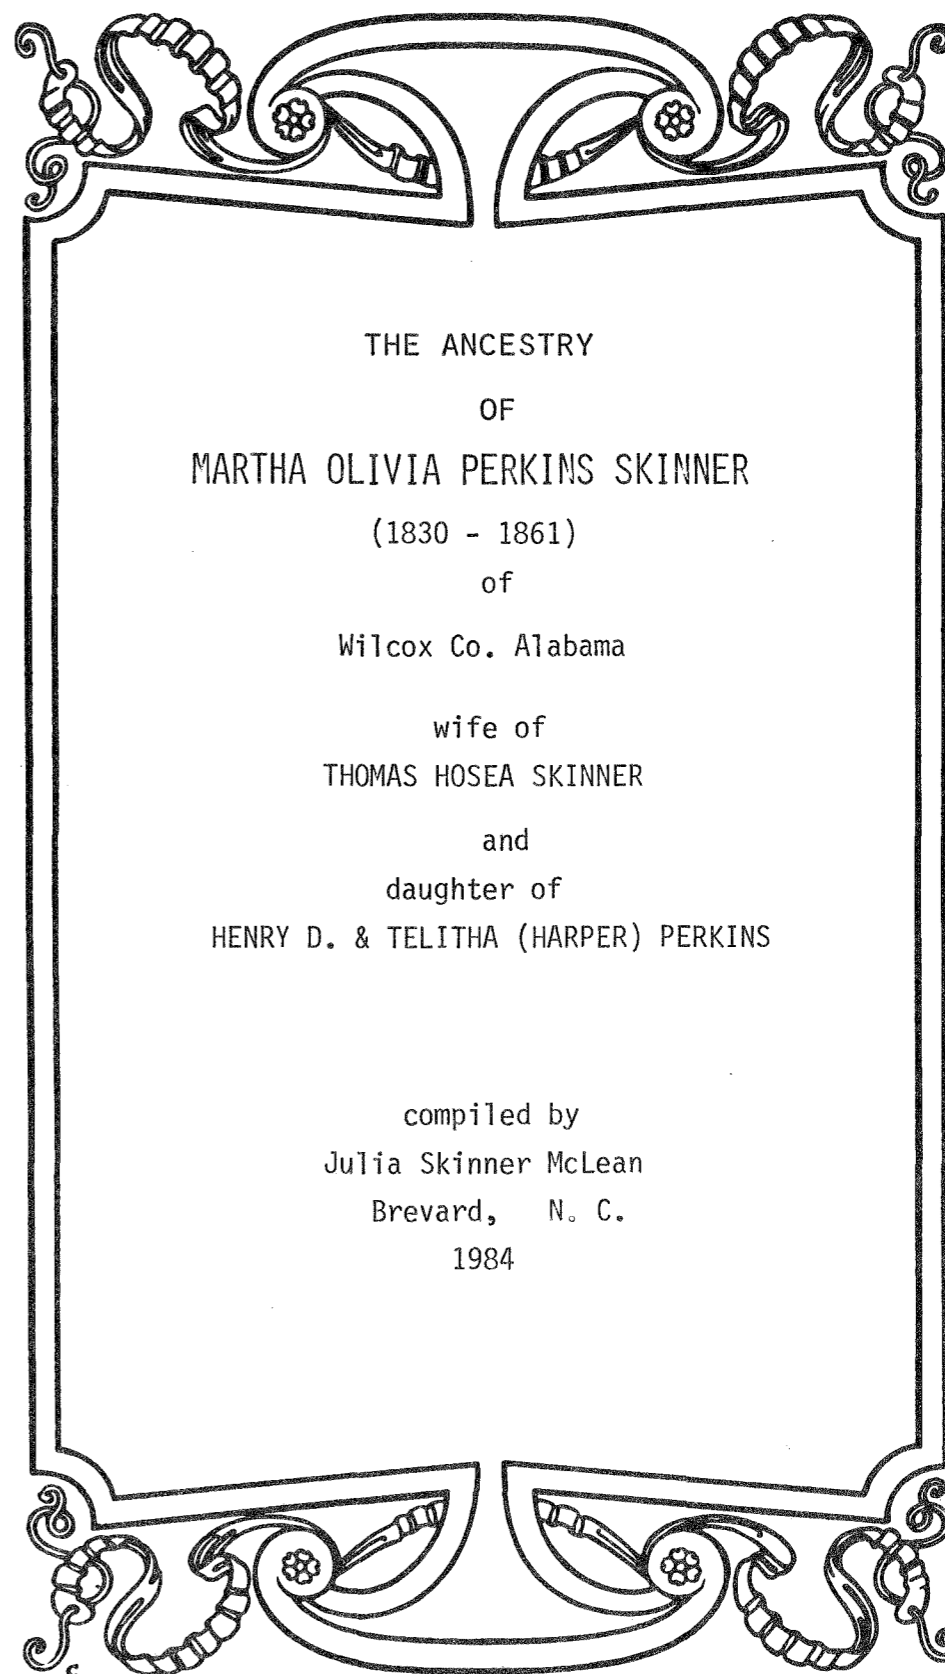 THE ANCESTRY
OF
MARTHA OLIVIA PERKINS SKINNER
(1830 - 1861)
of
Wilcox Co. Alabama
wife of
THOMAS HOSEA SKINNER
and
daughter of
HENRY D. & TELITHA (HARPER) PERKINS
compiled by
Julia Skinner McLean
Brevard, N. C.
1984